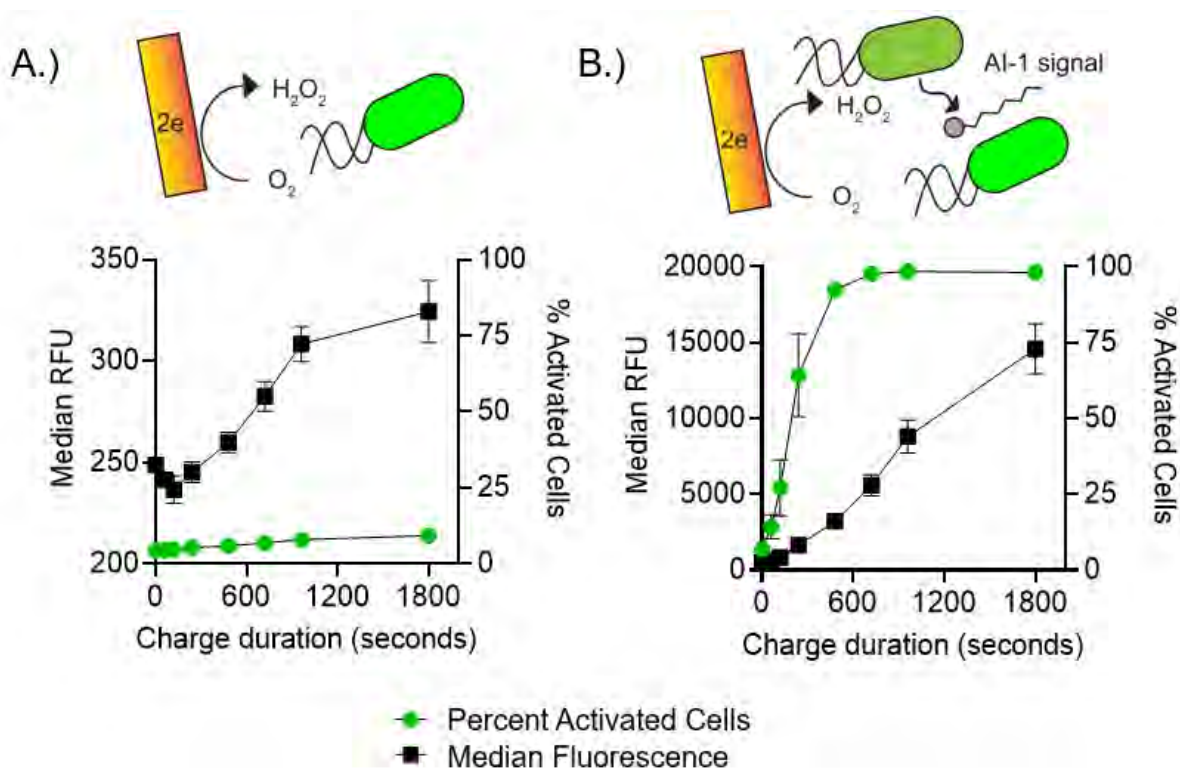 A.)
2e
H₂O₂
O₂
350
300
250
200
Median RFU
100
75
50
25
0
% Activated Cells
0 600 1200 1800
Charge duration (seconds)
B.)
2e
H₂O₂
O₂
AI-1 signal
20000
15000
10000
5000
0
Median RFU
100
75
50
25
0
% Activated Cells
0 600 1200 1800
Charge duration (seconds)
Percent Activated Cells
Median Fluorescence